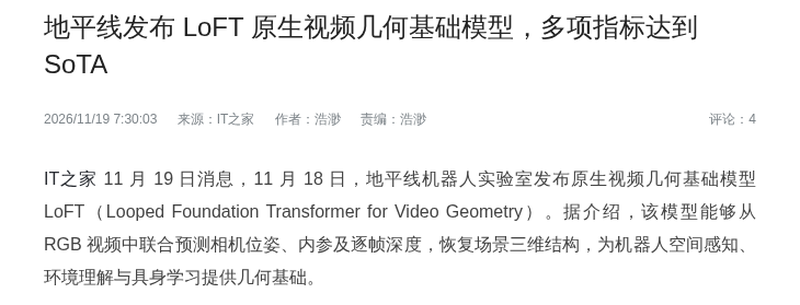 地平线发布 LoFT 原生视频几何基础模型，多项指标达到
SoTA
2026/11/19 7:30:03 来源：IT之家 作者：浩渺 责编：浩渺 评论：4
IT之家 11 月 19 日消息，11 月 18 日，地平线机器人实验室发布原生视频几何基础模型
LoFT（Looped Foundation Transformer for Video Geometry）。据介绍，该模型能够从
RGB 视频中联合预测相机位姿、内参及逐帧深度，恢复场景三维结构，为机器人空间感知、
环境理解与具身学习提供几何基础。